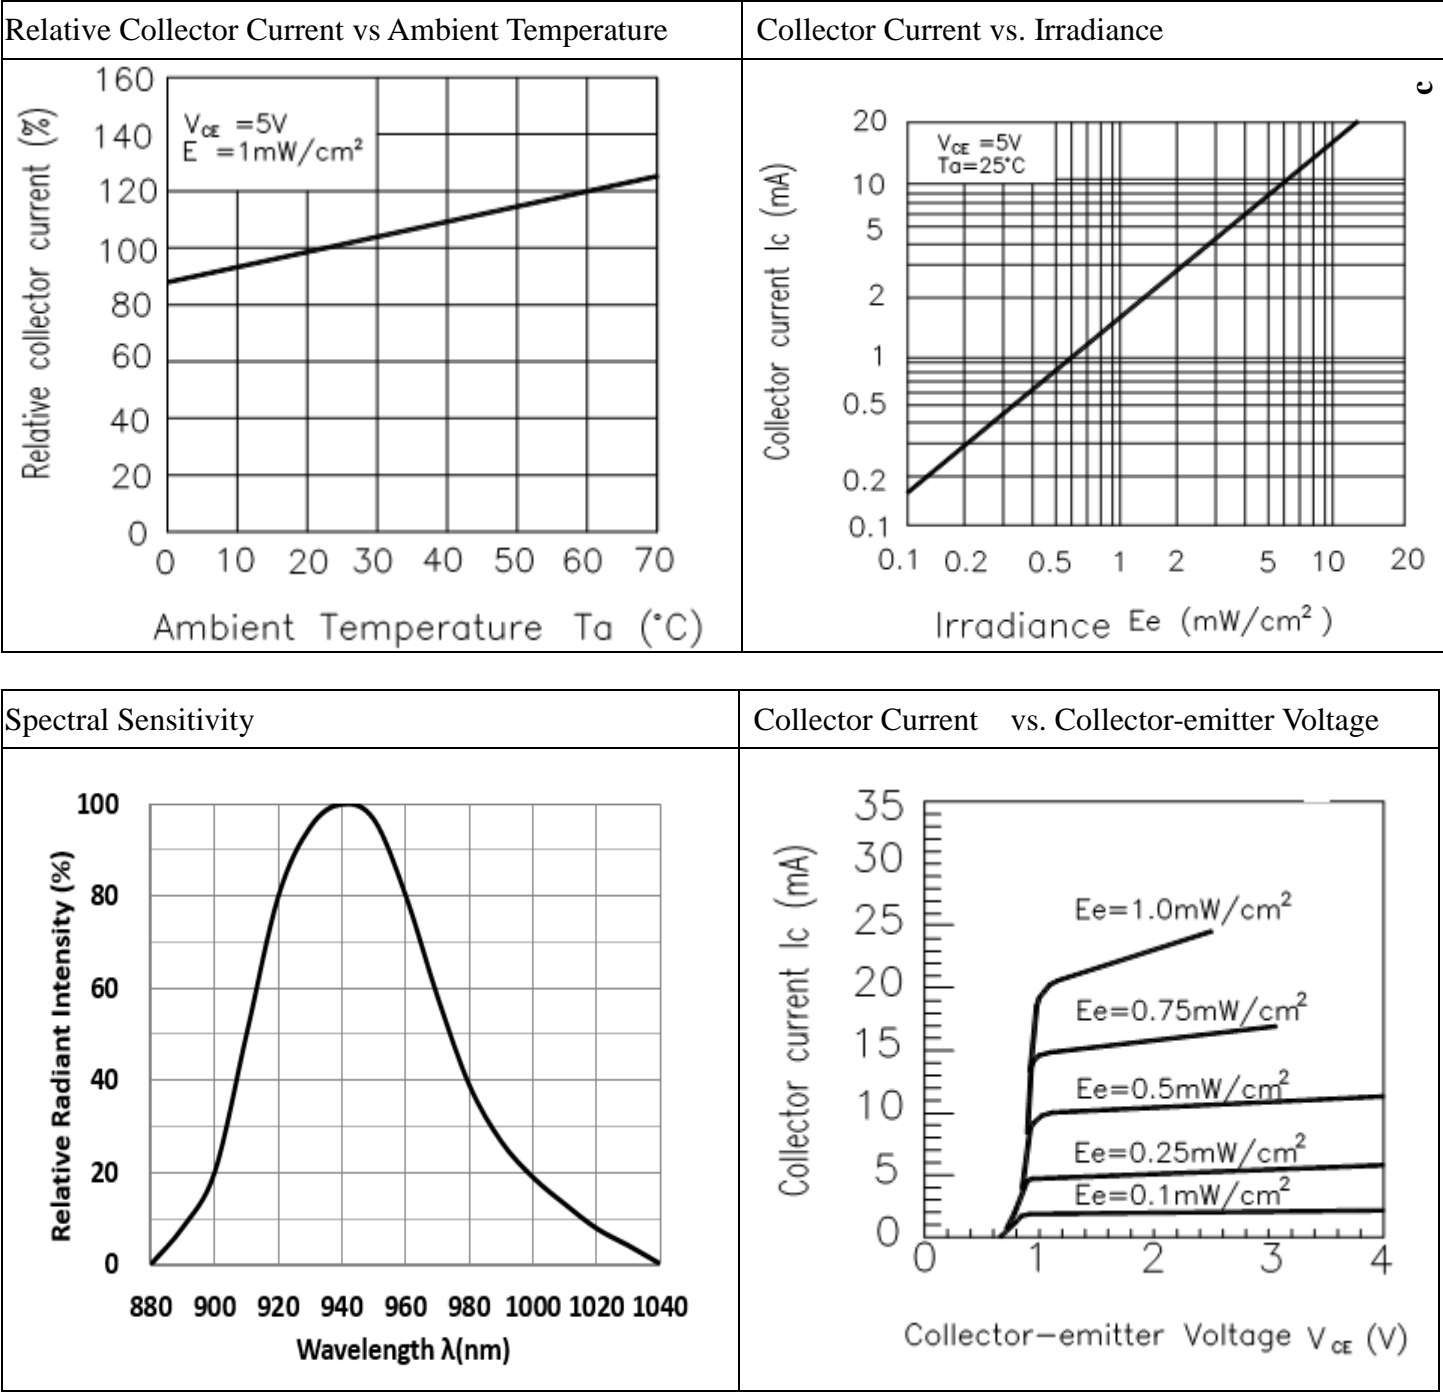 Relative Collector Current vs Ambient Temperature
Relative collector current (%)
160
140
120
100
80
60
40
20
0
V CE =5V
E =1mW/cm²
0 10 20 30 40 50 60 70
Ambient Temperature Ta (°C)
Collector Current vs. Irradiance
c
Collector current Ic (mA)
20
10
5
2
1
0.5
0.2
0.1
V CE =5V
Ta=25°C
0.1 0.2 0.5 1 2 5 10 20
Irradiance Ee (mW/cm²)
Spectral Sensitivity
Relative Radiant Intensity (%)
100
80
60
40
20
0
880 900 920 940 960 980 1000 1020 1040
Wavelength λ(nm)
Collector Current vs. Collector-emitter Voltage
Collector current Ic (mA)
35
30
25
20
15
10
5
0
Ee=1.0mW/cm²
Ee=0.75mW/cm²
Ee=0.5mW/cm²
Ee=0.25mW/cm²
Ee=0.1mW/cm²
0 1 2 3 4
Collector-emitter Voltage V CE (V)